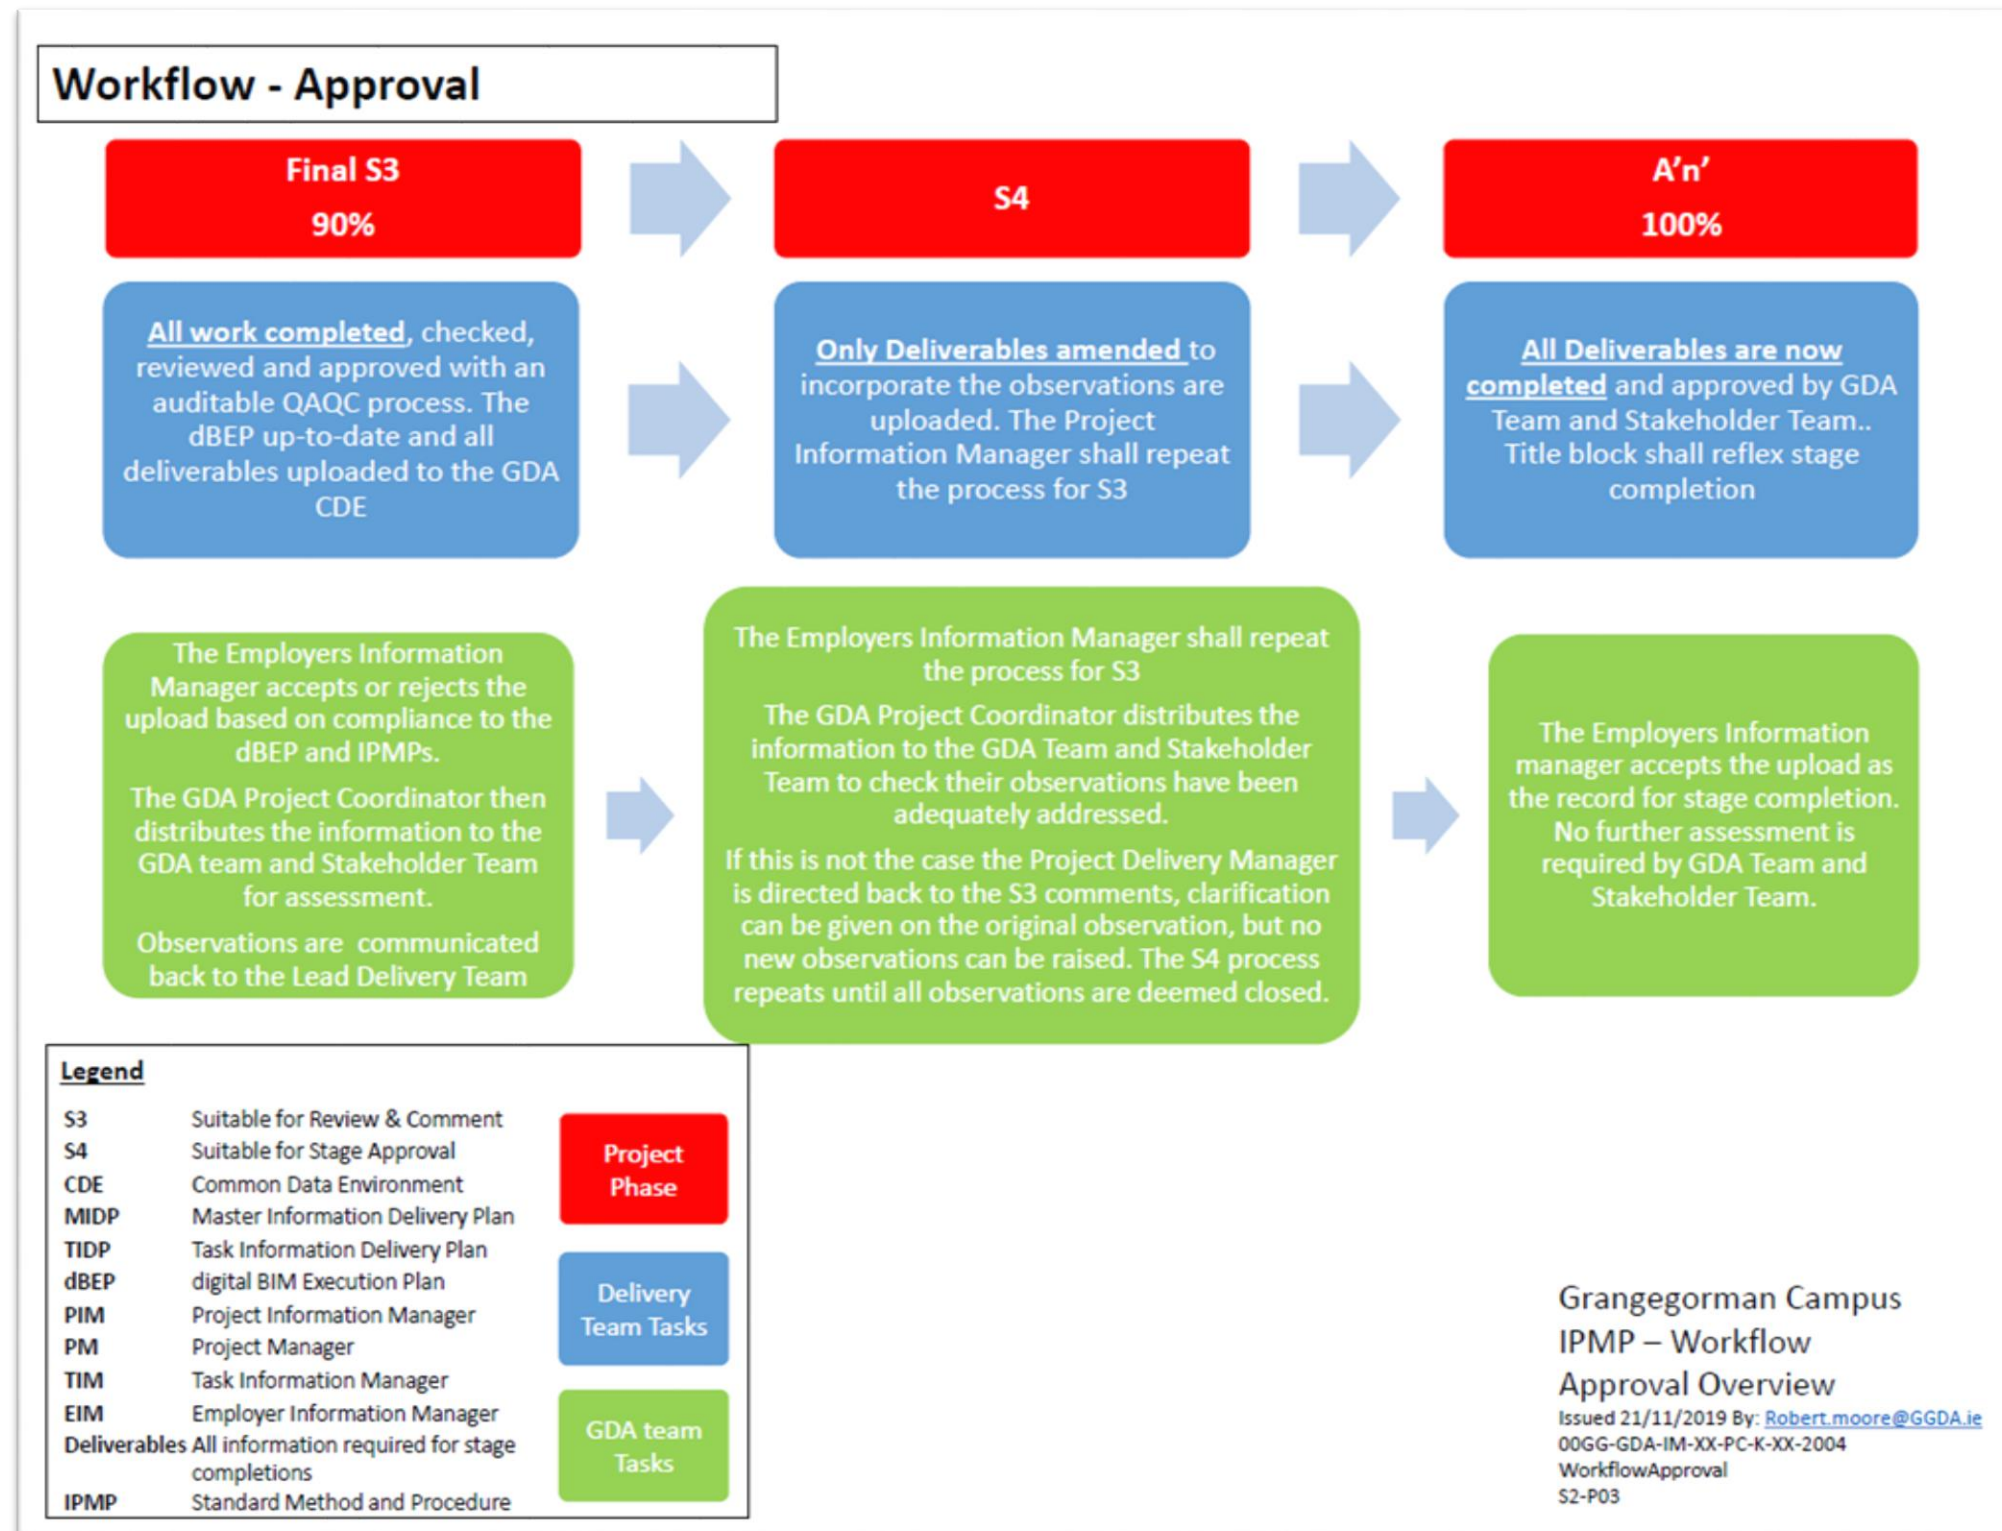 Workflow - Approval
Final S3
90%
S4
A’n’
100%
All work completed, checked,
reviewed and approved with an
auditable QAQC process. The
dBEP up-to-date and all
deliverables uploaded to the GDA
CDE
Only Deliverables amended to
incorporate the observations are
uploaded. The Project
Information Manager shall repeat
the process for S3
All Deliverables are now
completed and approved by GDA
Team and Stakeholder Team..
Title block shall reflex stage
completion
The Employers Information
Manager accepts or rejects the
upload based on compliance to the
dBEP and IPMPs.
The GDA Project Coordinator then
distributes the information to the
GDA team and Stakeholder Team
for assessment.
Observations are communicated
back to the Lead Delivery Team
The Employers Information Manager shall repeat
the process for S3
The GDA Project Coordinator distributes the
information to the GDA Team and Stakeholder
Team to check their observations have been
adequately addressed.
If this is not the case the Project Delivery Manager
is directed back to the S3 comments, clarification
can be given on the original observation, but no
new observations can be raised. The S4 process
repeats until all observations are deemed closed.
The Employers Information
manager accepts the upload as
the record for stage completion.
No further assessment is
required by GDA Team and
Stakeholder Team.
Legend
S3 Suitable for Review & Comment
S4 Suitable for Stage Approval
CDE Common Data Environment
MIDP Master Information Delivery Plan
TIDP Task Information Delivery Plan
dBEP digital BIM Execution Plan
PIM Project Information Manager
PM Project Manager
TIM Task Information Manager
EIM Employer Information Manager
Deliverables All information required for stage
completions
IPMP Standard Method and Procedure
Project
Phase
Delivery
Team Tasks
GDA team
Tasks
Grangegorman Campus
IPMP – Workflow
Approval Overview
Issued 21/11/2019 By: Robert.moore@GGDA.ie
00GG-GDA-IM-XX-PC-K-XX-2004
WorkflowApproval
S2-P03